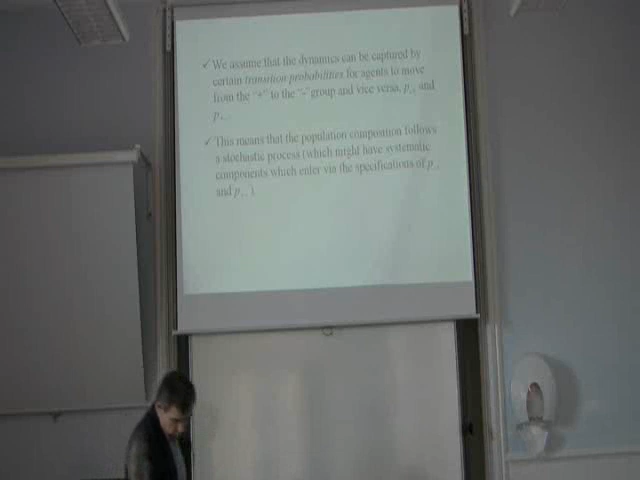 ✓ We assume that the dynamics can be captured by
certain transition probabilities for agents to move
from the "+" to the "-" group and vice versa, p₋₊ and
p₊₋.
✓ This means that the population composition follows
a stochastic process (which might have systematic
components which enter via the specifications of p₋₊
and p₊₋).